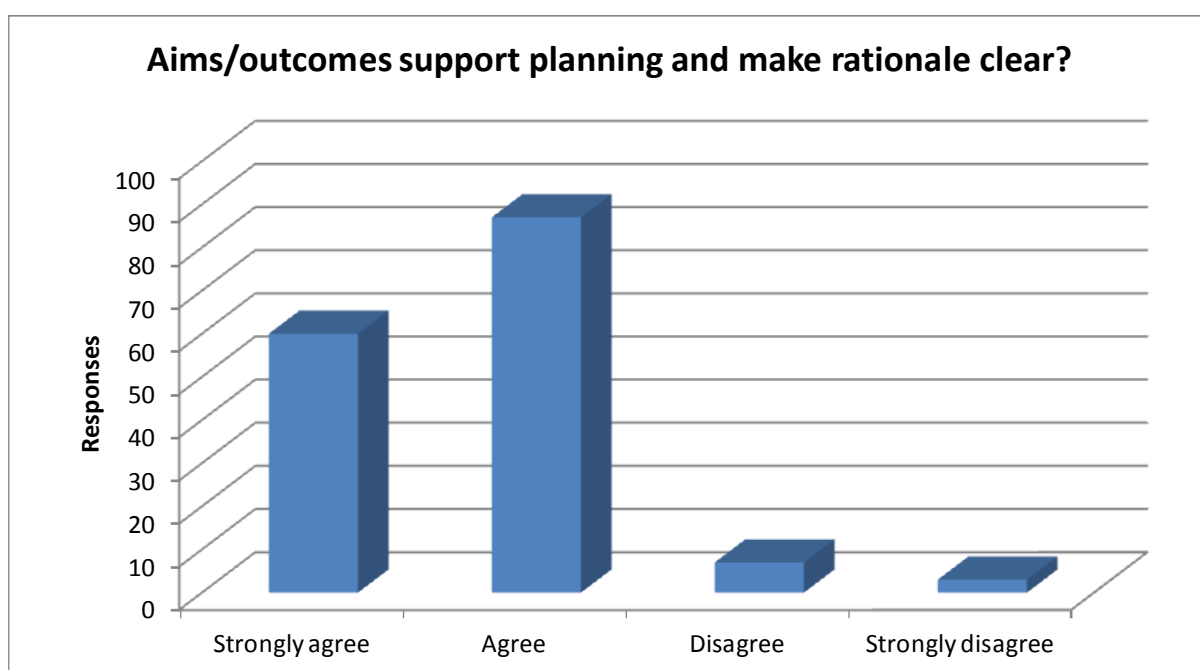 Aims/outcomes support planning and make rationale clear?
100
90
80
70
60
50
40
30
20
10
0
Responses
Strongly agree
Agree
Disagree
Strongly disagree